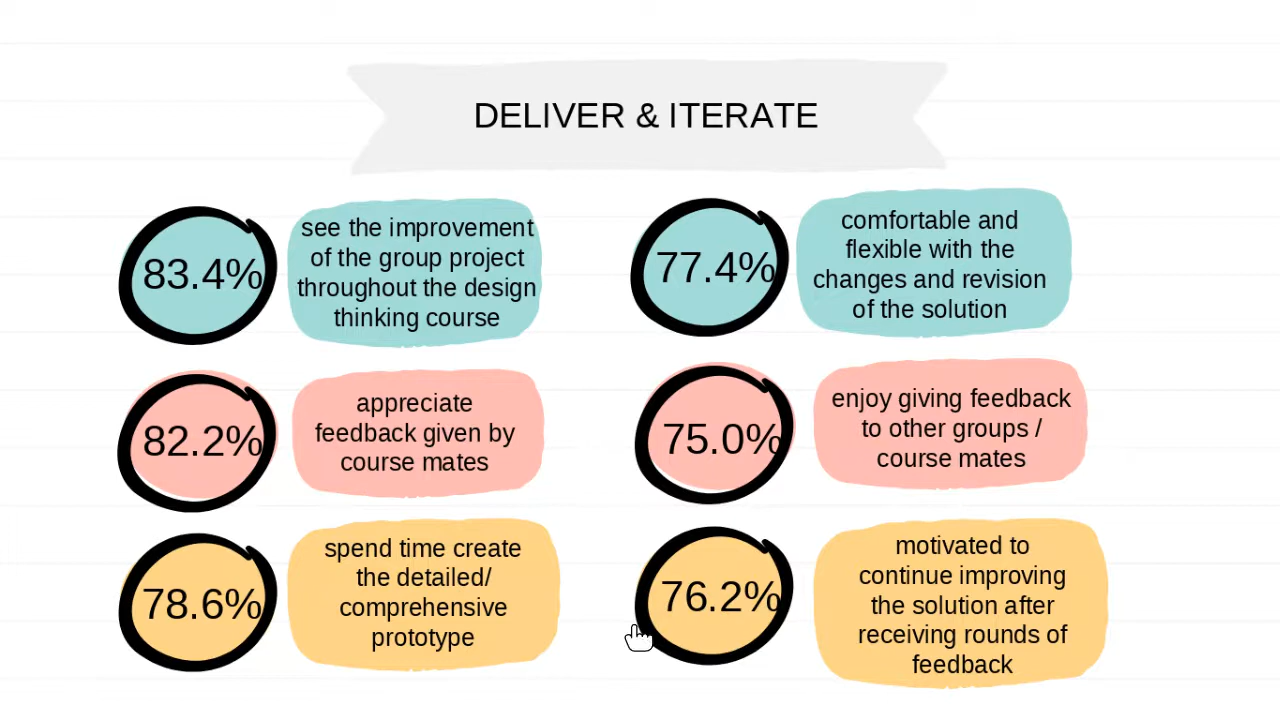 DELIVER & ITERATE
83.4%
see the improvement
of the group project
throughout the design
thinking course
77.4%
comfortable and
flexible with the
changes and revision
of the solution
82.2%
appreciate
feedback given by
course mates
75.0%
enjoy giving feedback
to other groups /
course mates
78.6%
spend time create
the detailed/
comprehensive
prototype
76.2%
motivated to
continue improving
the solution after
receiving rounds of
feedback